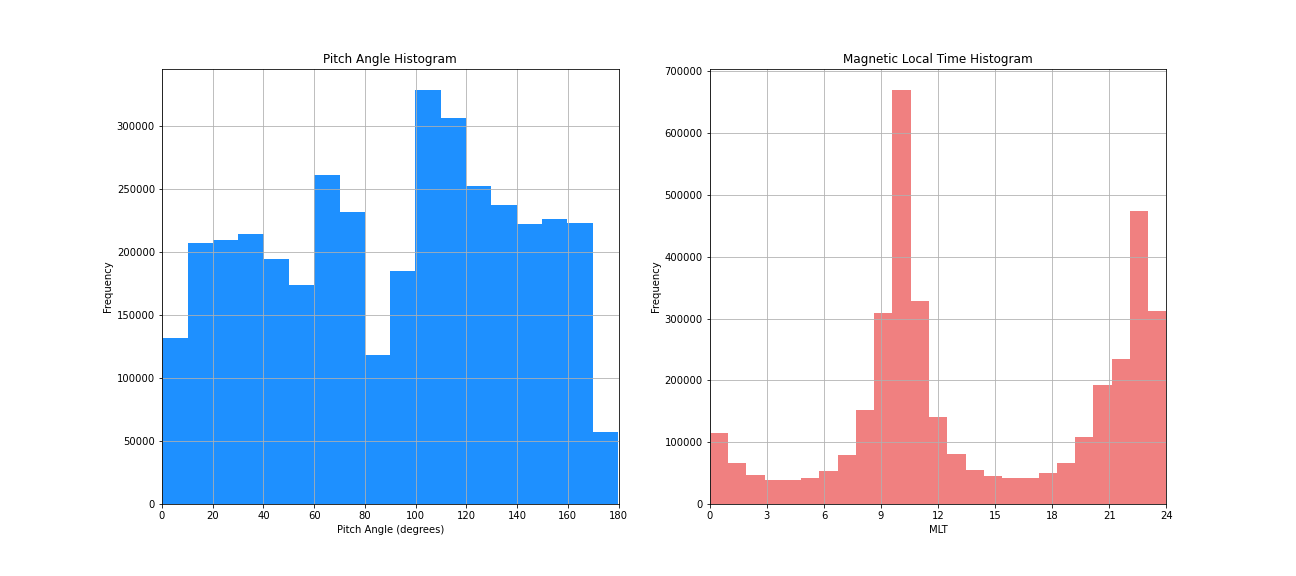 Pitch Angle Histogram
Frequency
300000
250000
200000
150000
100000
50000
0
0 20 40 60 80 100 120 140 160 180
Pitch Angle (degrees)
Magnetic Local Time Histogram
Frequency
700000
600000
500000
400000
300000
200000
100000
0
0 3 6 9 12 15 18 21 24
MLT